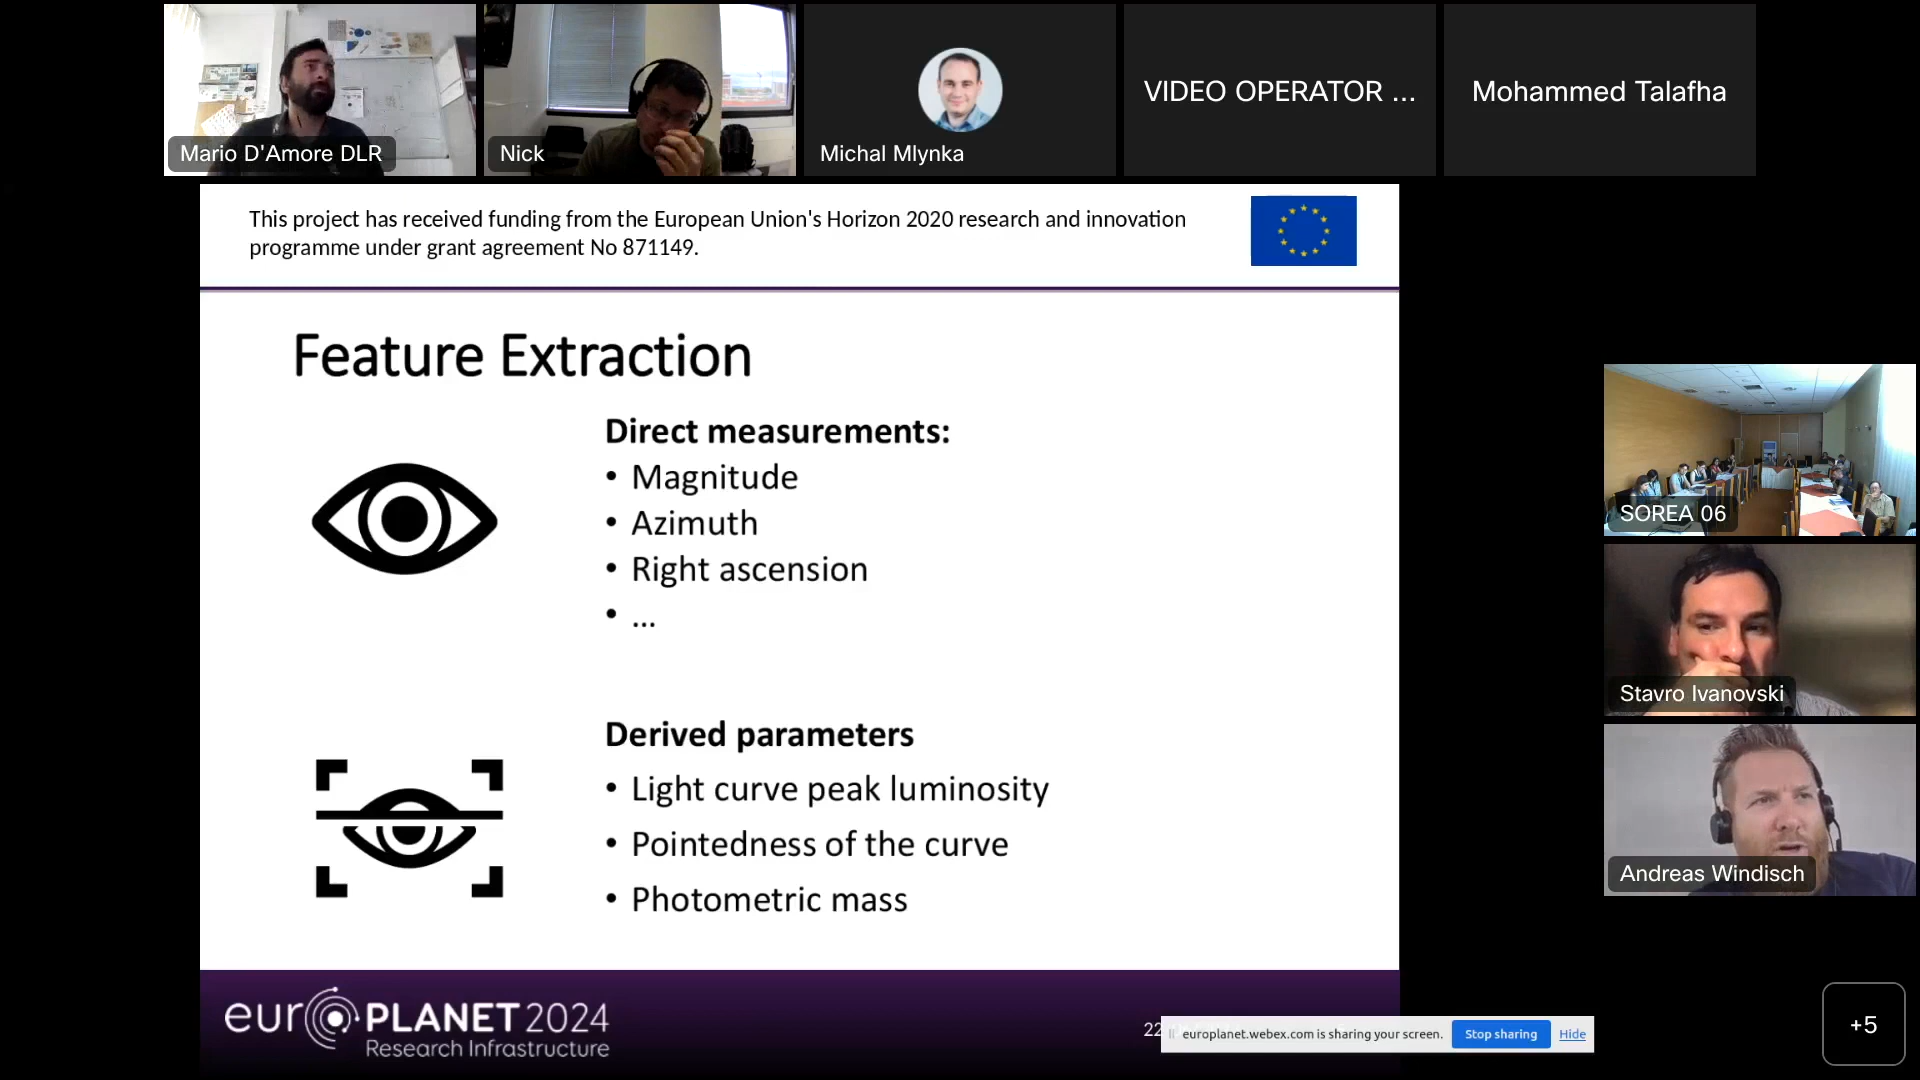 Mario D'Amore DLR
Nick
Michal Mlynka
VIDEO OPERATOR ...
Mohammed Talafha
This project has received funding from the European Union's Horizon 2020 research and innovation
programme under grant agreement No 871149.
Feature Extraction
Direct measurements:
• Magnitude
• Azimuth
• Right ascension
• ...
Derived parameters
• Light curve peak luminosity
• Pointedness of the curve
• Photometric mass
SOREA 06
Stavro Ivanovski
Andreas Windisch
euroPLANET 2024
Research Infrastructure
22
europlanet.webex.com is sharing your screen.
Stop sharing
Hide
+5